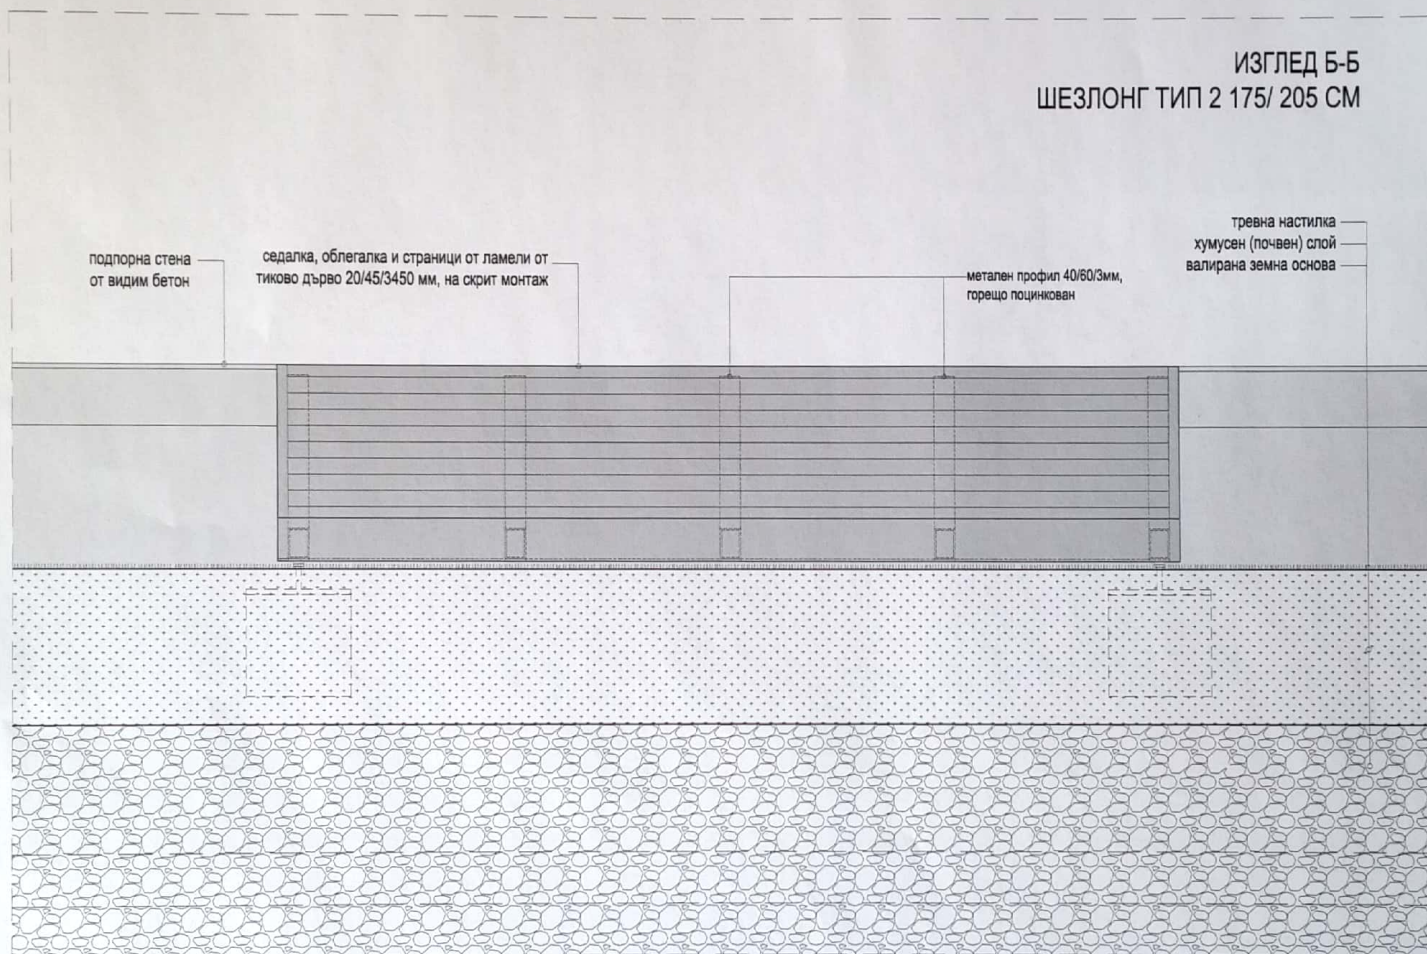 ИЗГЛЕД Б-Б
ШЕЗЛОНГ ТИП 2 175/ 205 СМ
подпорна стена
от видим бетон
седалка, облегалка и страници от ламели от
тиково дърво 20/45/3450 мм, на скрит монтаж
метален профил 40/60/3мм,
горещо поцинкован
тревна настилка
хумусен (почвен) слой
валирана земна основа